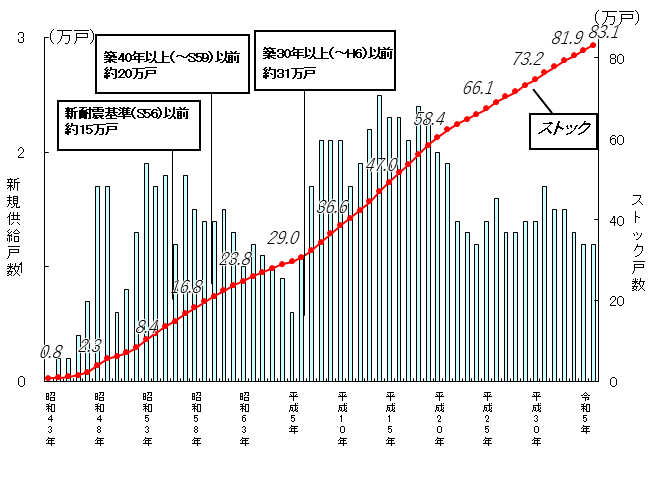 (万戸)
(万戸)
3
2
1
0
新規供給戸数
80
60
40
20
0
ストック戸数
築40年以上(~S59)以前
約20万戸
築30年以上(~H6)以前
約31万戸
新耐震基準(S56)以前
約15万戸
ストック
0.8
2.3
8.4
16.8
23.8
29.0
36.6
47.0
58.4
66.1
73.2
81.9
83.1
昭和43年
昭和48年
昭和53年
昭和58年
昭和63年
平成5年
平成10年
平成15年
平成20年
平成25年
平成30年
令和5年